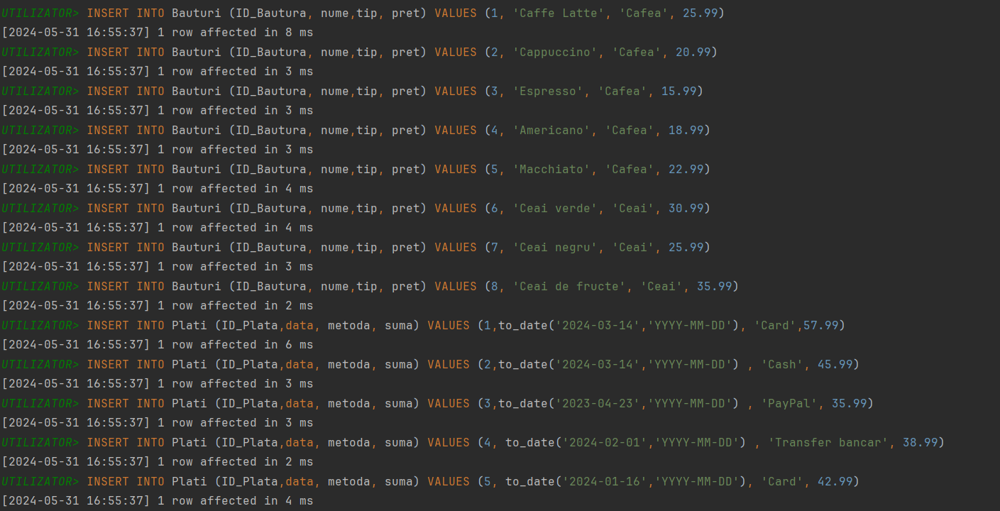 UTILIZATOR> INSERT INTO Bauturi (ID_Bautura, nume,tip, pret) VALUES (1, 'Caffe Latte', 'Cafea', 25.99)
[2024-05-31 16:55:37] 1 row affected in 8 ms
UTILIZATOR> INSERT INTO Bauturi (ID_Bautura, nume,tip, pret) VALUES (2, 'Cappuccino', 'Cafea', 20.99)
[2024-05-31 16:55:37] 1 row affected in 3 ms
UTILIZATOR> INSERT INTO Bauturi (ID_Bautura, nume,tip, pret) VALUES (3, 'Espresso', 'Cafea', 15.99)
[2024-05-31 16:55:37] 1 row affected in 3 ms
UTILIZATOR> INSERT INTO Bauturi (ID_Bautura, nume,tip, pret) VALUES (4, 'Americano', 'Cafea', 18.99)
[2024-05-31 16:55:37] 1 row affected in 3 ms
UTILIZATOR> INSERT INTO Bauturi (ID_Bautura, nume,tip, pret) VALUES (5, 'Macchiato', 'Cafea', 22.99)
[2024-05-31 16:55:37] 1 row affected in 4 ms
UTILIZATOR> INSERT INTO Bauturi (ID_Bautura, nume,tip, pret) VALUES (6, 'Ceai verde', 'Ceai', 30.99)
[2024-05-31 16:55:37] 1 row affected in 4 ms
UTILIZATOR> INSERT INTO Bauturi (ID_Bautura, nume,tip, pret) VALUES (7, 'Ceai negru', 'Ceai', 25.99)
[2024-05-31 16:55:37] 1 row affected in 3 ms
UTILIZATOR> INSERT INTO Bauturi (ID_Bautura, nume,tip, pret) VALUES (8, 'Ceai de fructe', 'Ceai', 35.99)
[2024-05-31 16:55:37] 1 row affected in 2 ms
UTILIZATOR> INSERT INTO Plati (ID_Plata,data, metoda, suma) VALUES (1,to_date('2024-03-14','YYYY-MM-DD'), 'Card',57.99)
[2024-05-31 16:55:37] 1 row affected in 6 ms
UTILIZATOR> INSERT INTO Plati (ID_Plata,data, metoda, suma) VALUES (2,to_date('2024-03-14','YYYY-MM-DD') , 'Cash', 45.99)
[2024-05-31 16:55:37] 1 row affected in 3 ms
UTILIZATOR> INSERT INTO Plati (ID_Plata,data, metoda, suma) VALUES (3,to_date('2023-04-23','YYYY-MM-DD') , 'PayPal', 35.99)
[2024-05-31 16:55:37] 1 row affected in 3 ms
UTILIZATOR> INSERT INTO Plati (ID_Plata,data, metoda, suma) VALUES (4, to_date('2024-02-01','YYYY-MM-DD') , 'Transfer bancar', 38.99)
[2024-05-31 16:55:37] 1 row affected in 2 ms
UTILIZATOR> INSERT INTO Plati (ID_Plata,data, metoda, suma) VALUES (5, to_date('2024-01-16','YYYY-MM-DD'), 'Card', 42.99)
[2024-05-31 16:55:37] 1 row affected in 4 ms